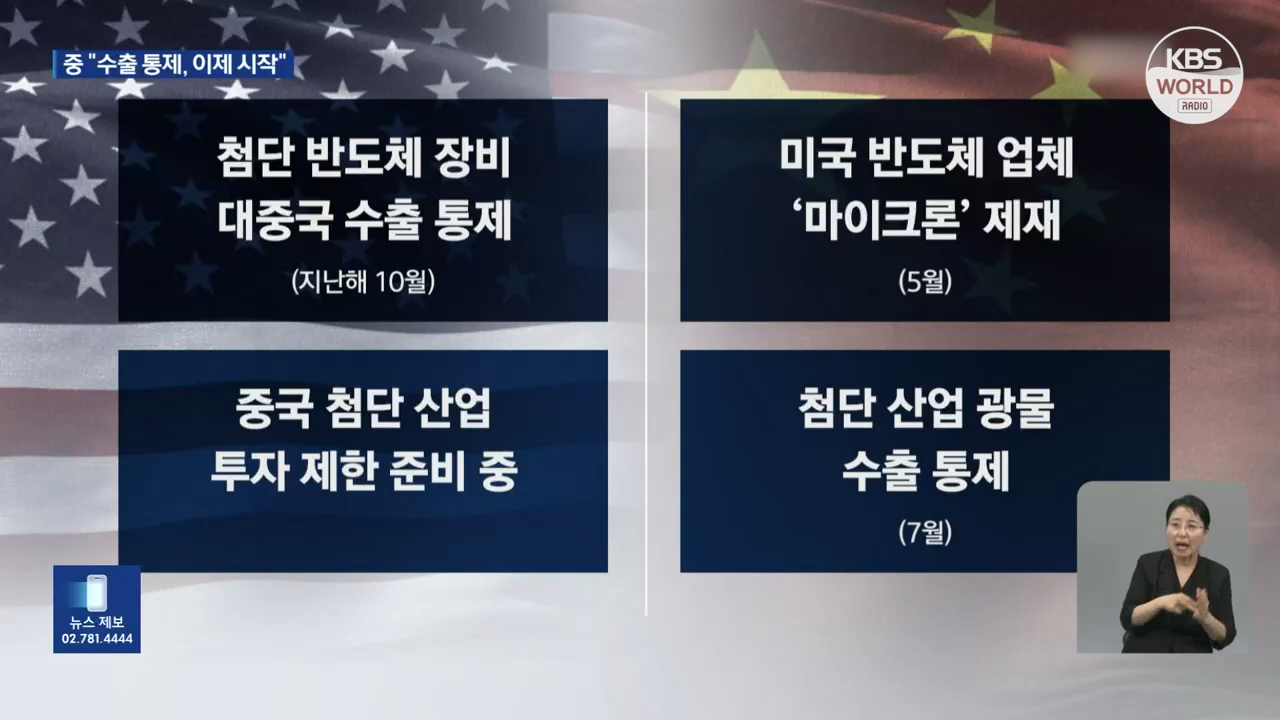 중 "수출 통제, 이제 시작"
KBS
WORLD
RADIO
첨단 반도체 장비
대중국 수출 통제
(지난해 10월)
미국 반도체 업체
‘마이크론’ 제재
(5월)
중국 첨단 산업
투자 제한 준비 중
첨단 산업 광물
수출 통제
(7월)
뉴스 제보
02.781.4444